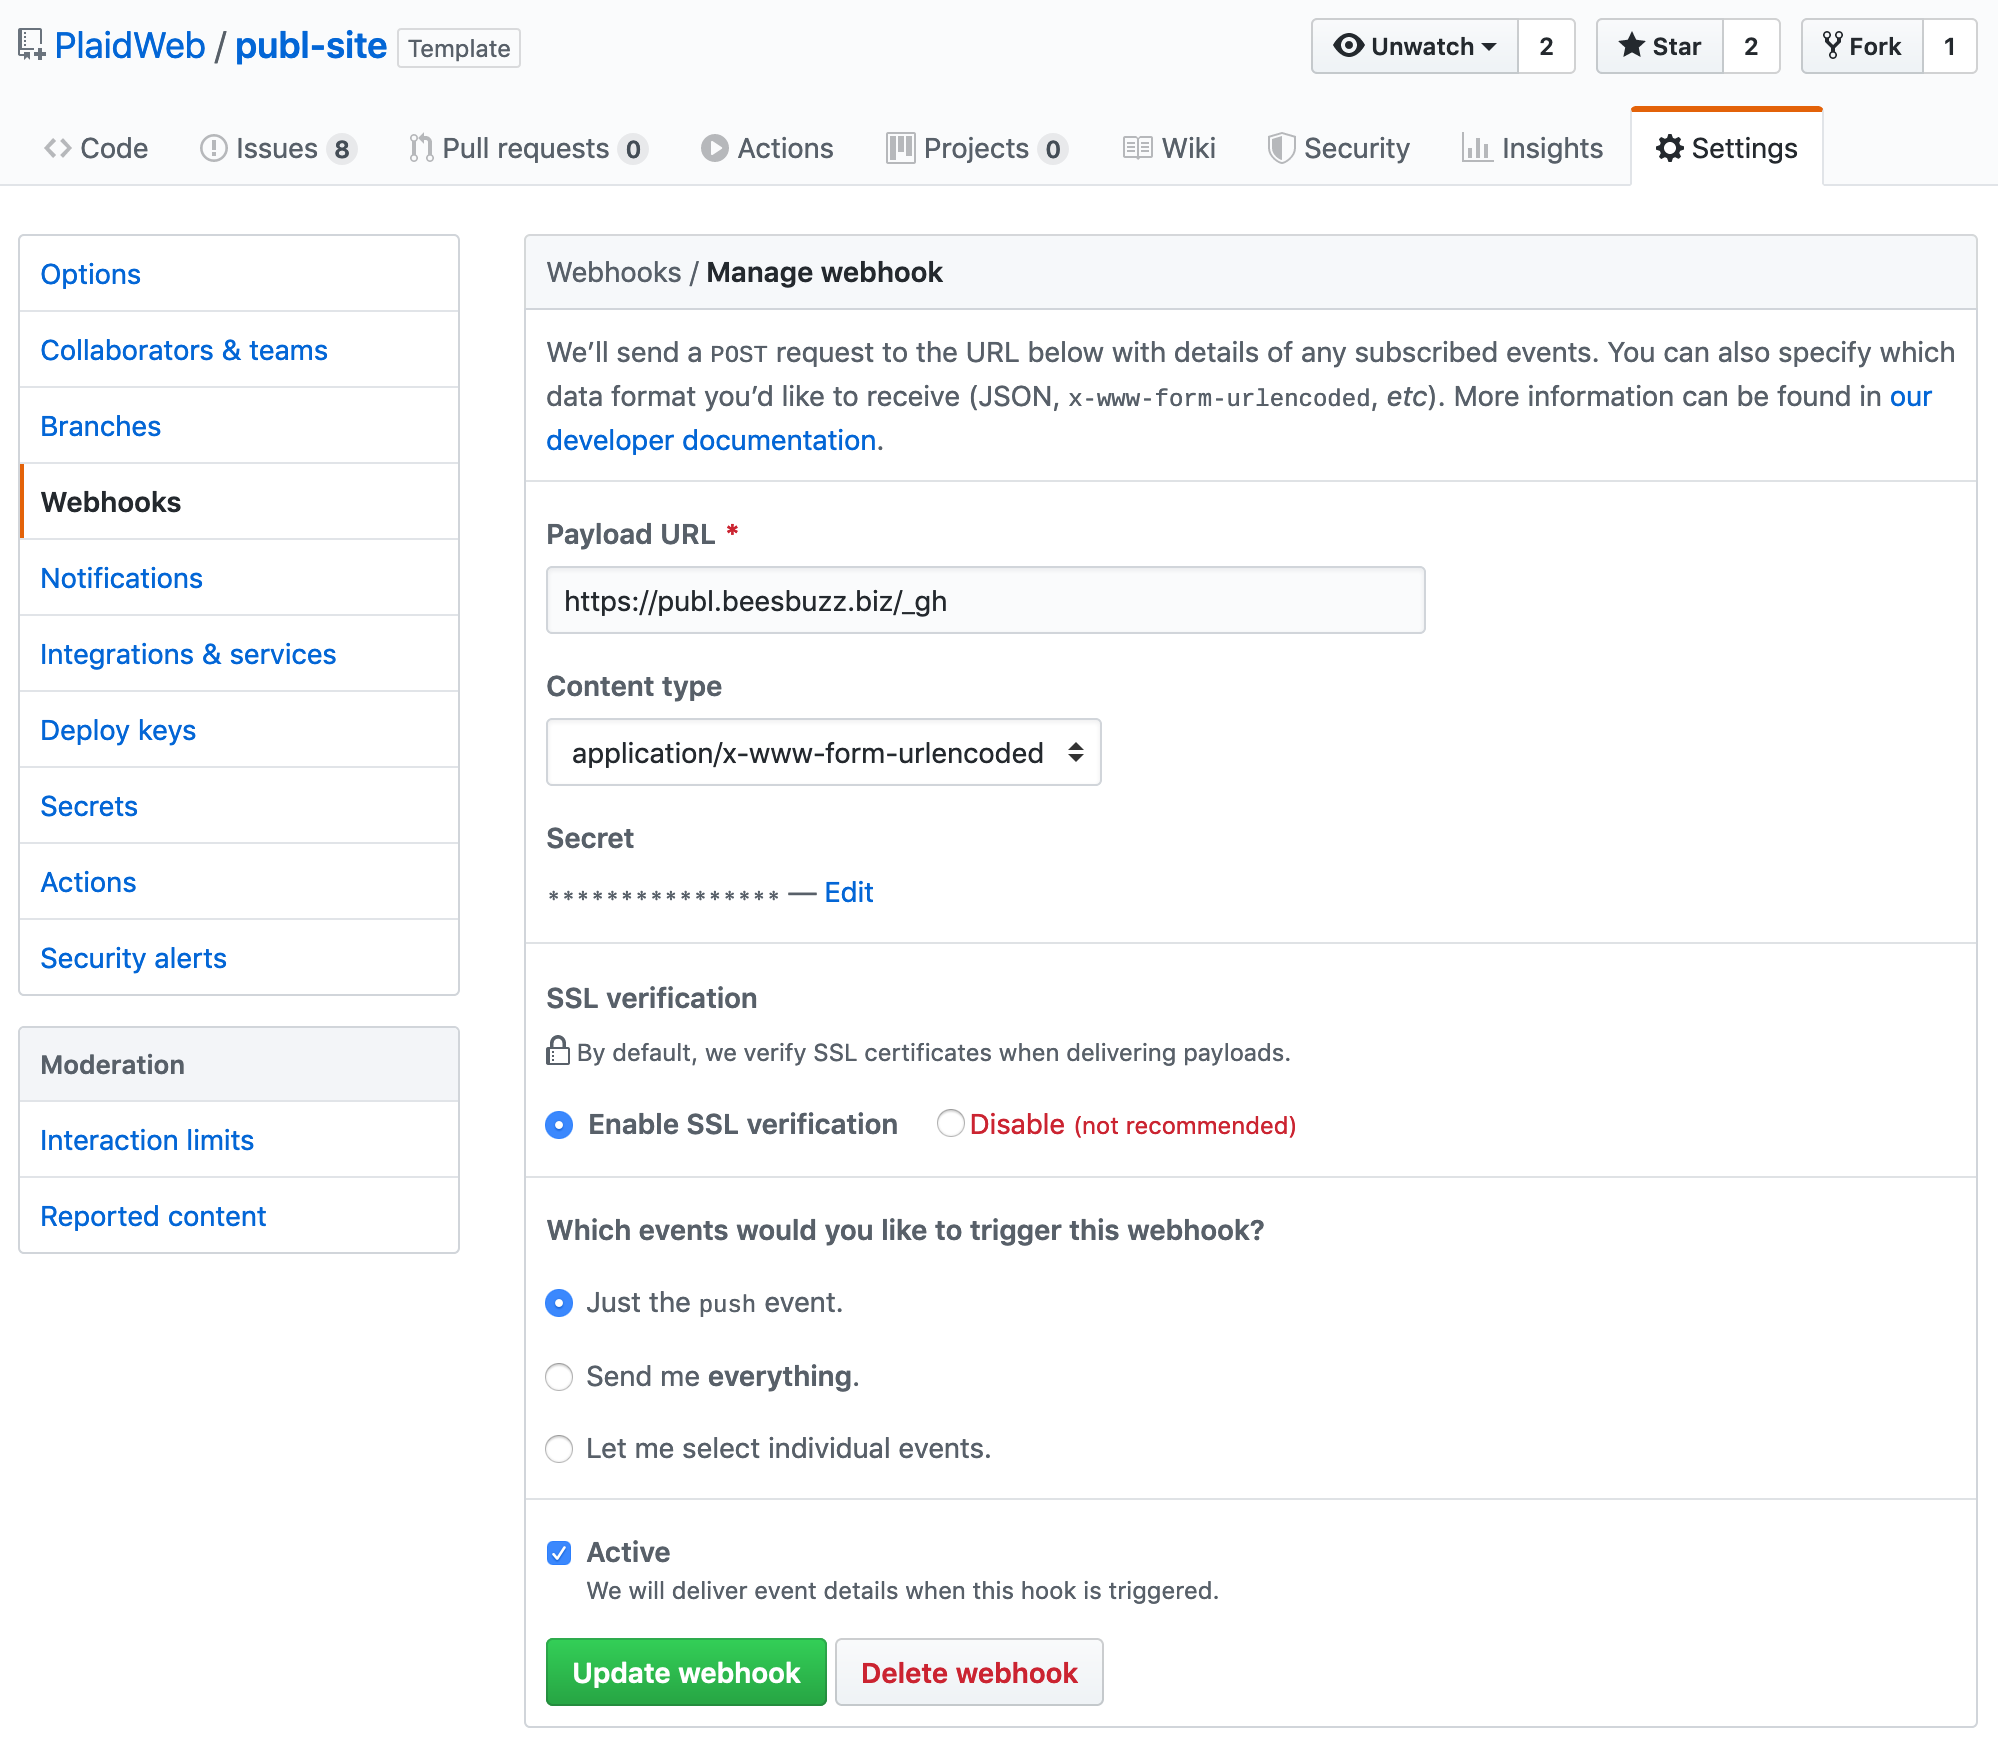 PlaidWeb / publ-site Template
Unwatch 2 Star 2 Fork 1
Code Issues 8 Pull requests 0 Actions Projects 0 Wiki Security Insights Settings
Options
Collaborators & teams
Branches
Webhooks
Notifications
Integrations & services
Deploy keys
Secrets
Actions
Security alerts
Moderation
Interaction limits
Reported content
Webhooks / Manage webhook
We’ll send a POST request to the URL below with details of any subscribed events. You can also specify which
data format you’d like to receive (JSON, x-www-form-urlencoded, etc). More information can be found in our
developer documentation.
Payload URL *
https://publ.beesbuzz.biz/_gh
Content type
application/x-www-form-urlencoded
Secret
**************** — Edit
SSL verification
By default, we verify SSL certificates when delivering payloads.
Enable SSL verification Disable (not recommended)
Which events would you like to trigger this webhook?
Just the push event.
Send me everything.
Let me select individual events.
Active
We will deliver event details when this hook is triggered.
Update webhook Delete webhook